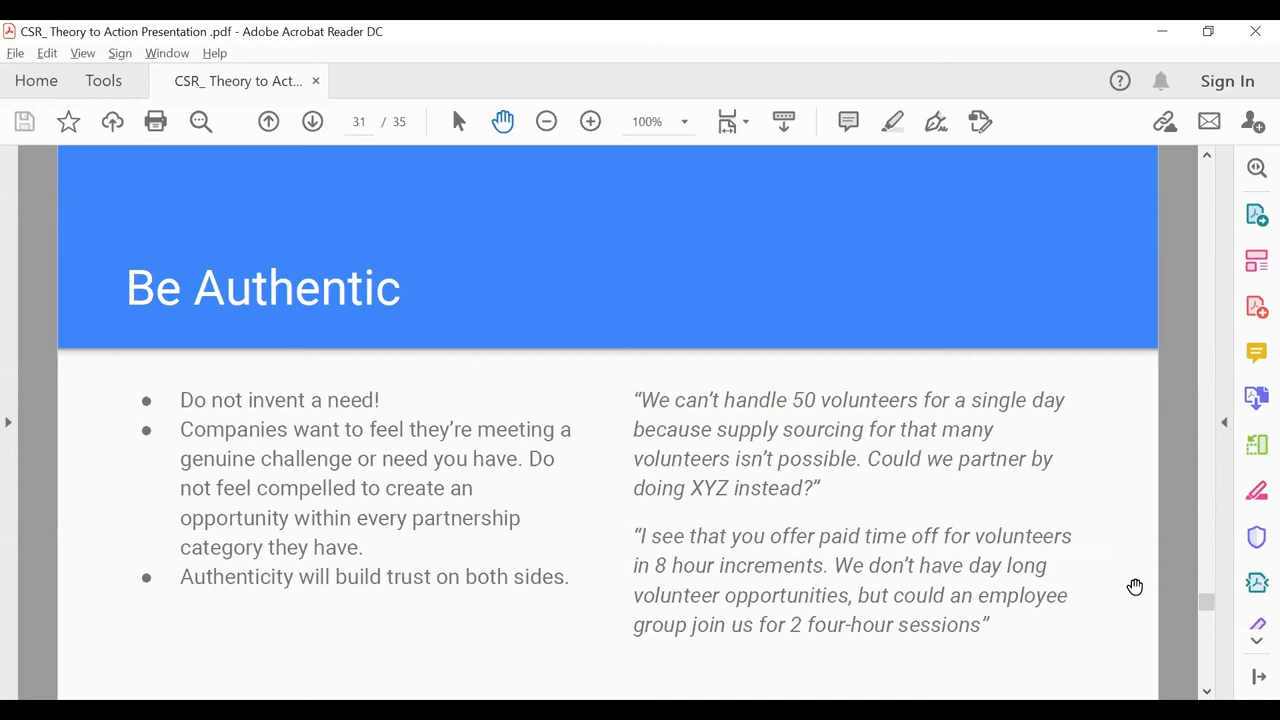 CSR_ Theory to Action Presentation .pdf - Adobe Acrobat Reader DC
File Edit View Sign Window Help
Home Tools CSR_ Theory to Act... × Sign In
31 / 35 100%
Be Authentic
● Do not invent a need!
● Companies want to feel they’re meeting a
genuine challenge or need you have. Do
not feel compelled to create an
opportunity within every partnership
category they have.
● Authenticity will build trust on both sides.
“We can’t handle 50 volunteers for a single day
because supply sourcing for that many
volunteers isn’t possible. Could we partner by
doing XYZ instead?”
“I see that you offer paid time off for volunteers
in 8 hour increments. We don’t have day long
volunteer opportunities, but could an employee
group join us for 2 four-hour sessions”